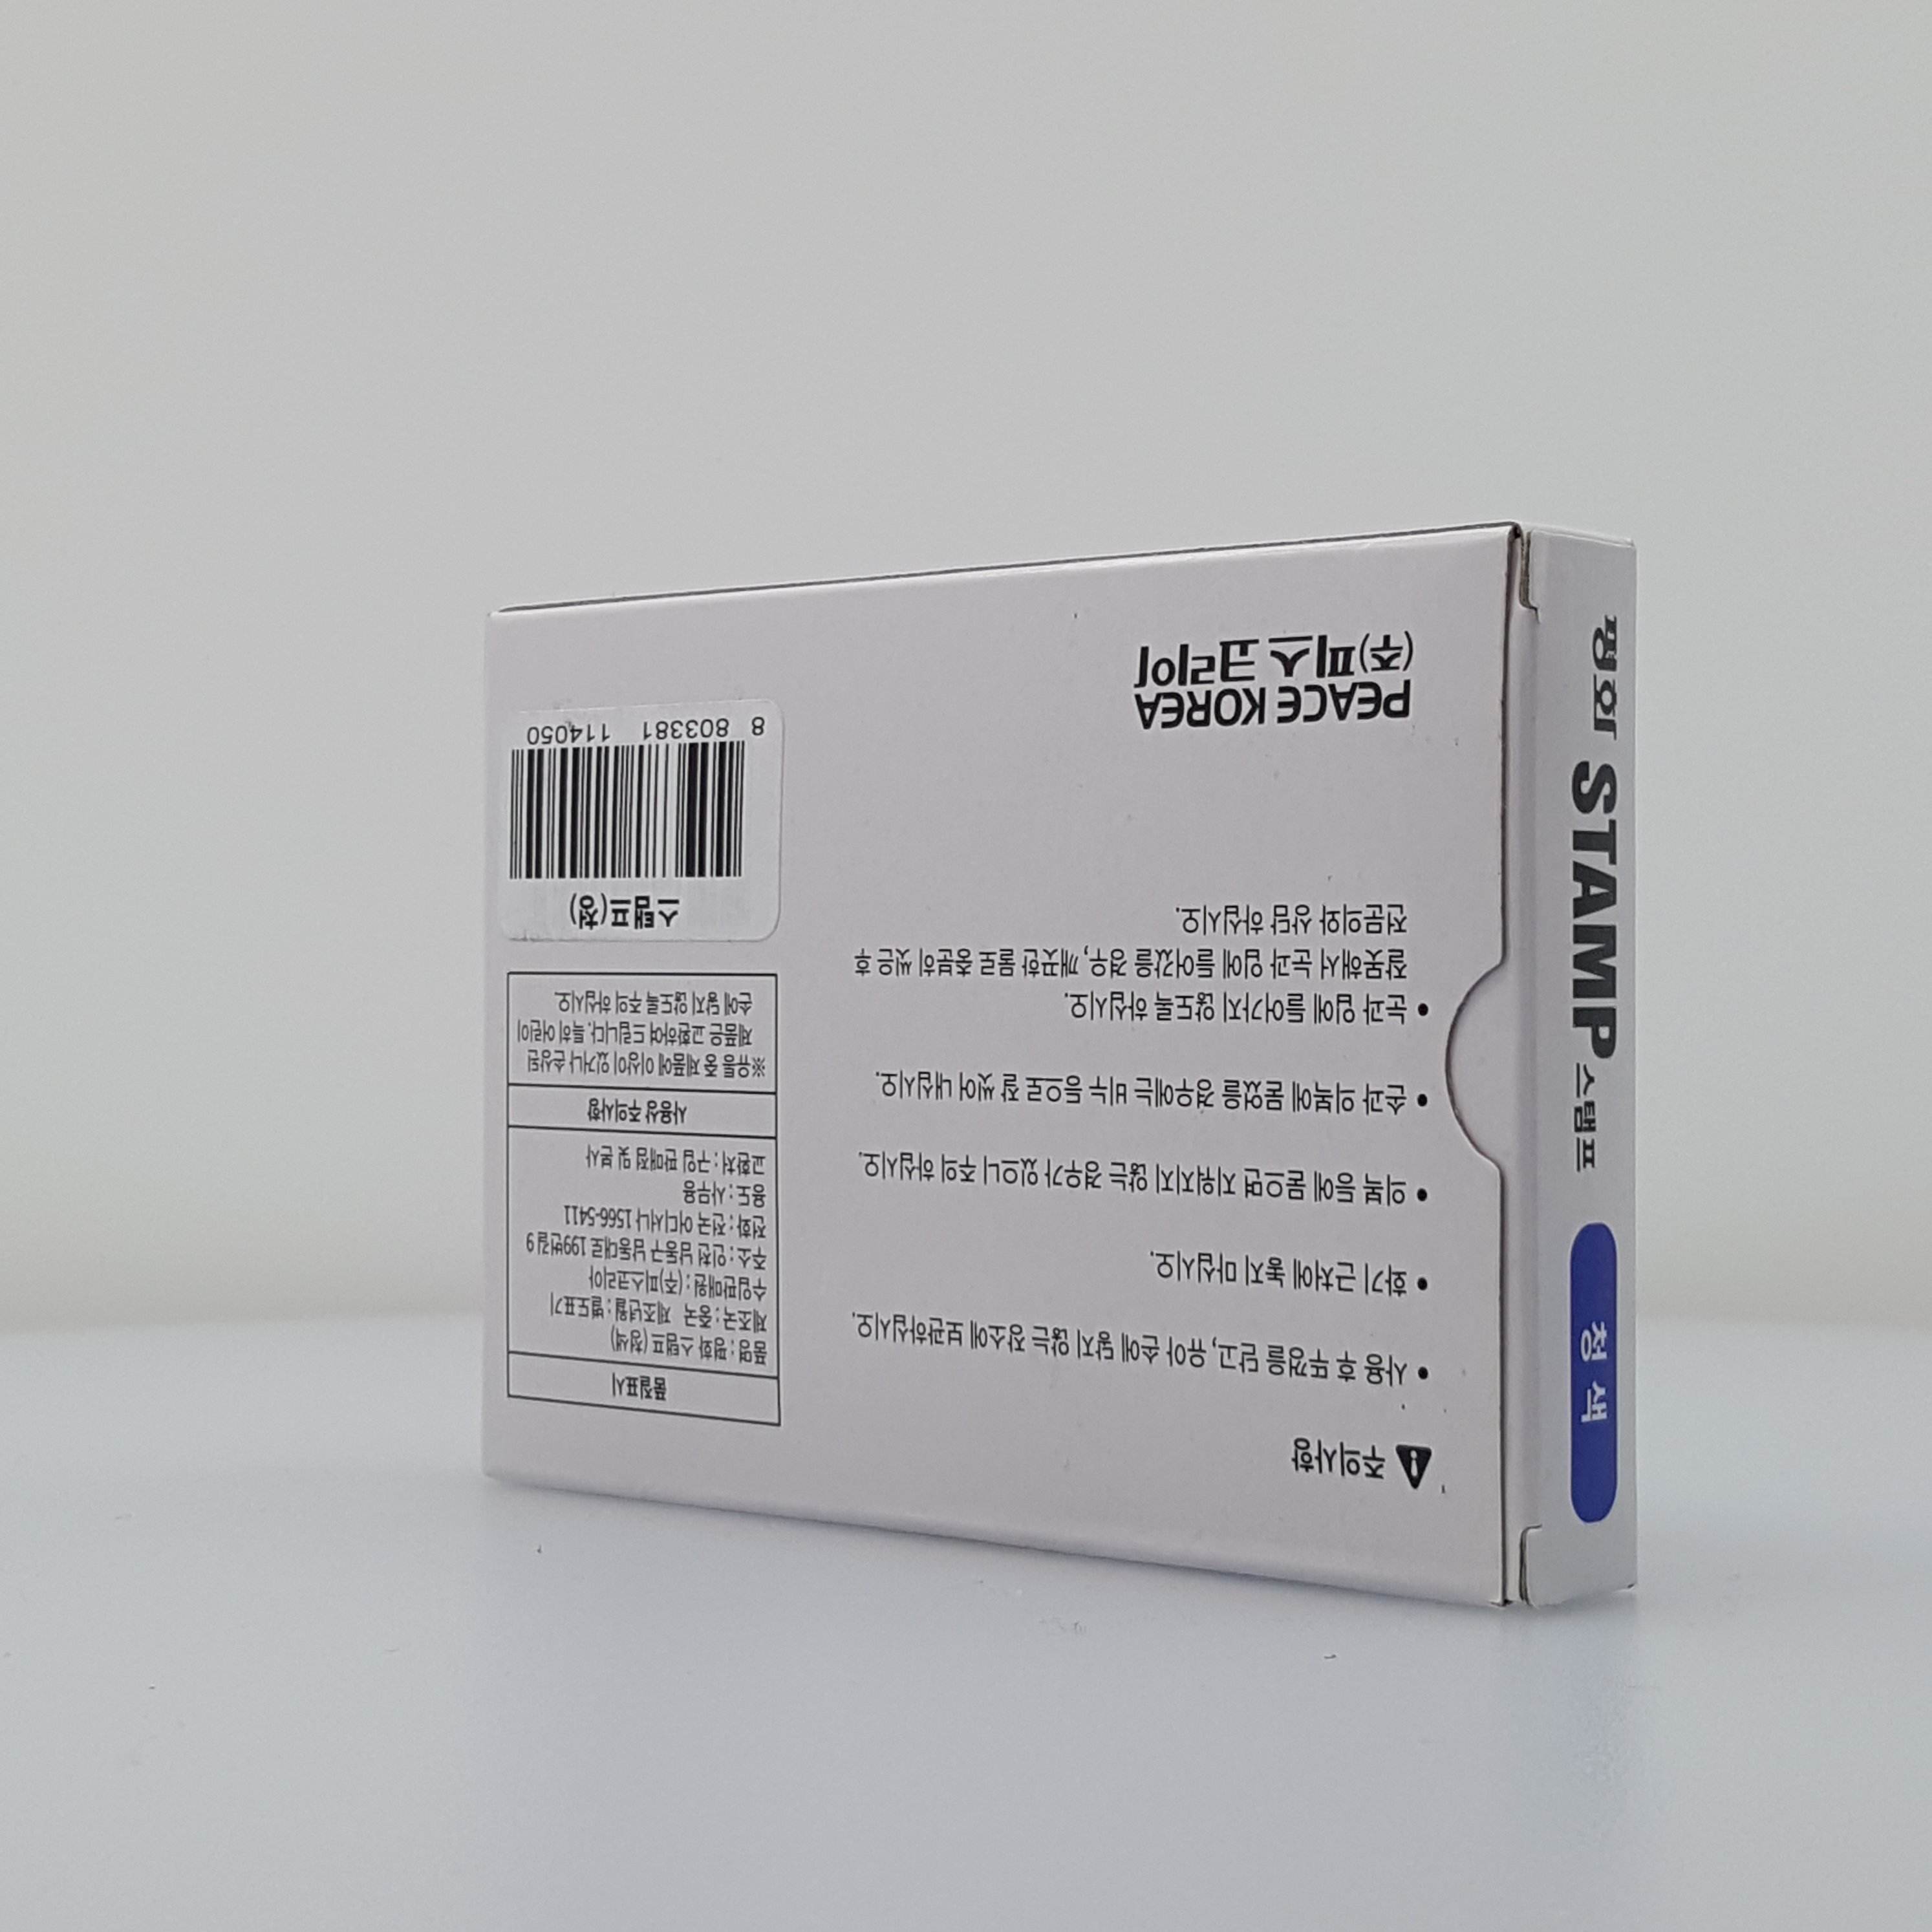 주의사항
• 사용 후 뚜껑을 닫고, 유아 손에 닿지 않는 장소에 보관하십시오.
• 화기 근처에 놓지 마십시오.
• 의복 등에 묻으면 지워지지 않는 경우가 있으니 주의 하십시오.
• 손과 의복에 묻었을 경우에는 비누 등으로 잘 씻어 내십시오.
• 눈과 입에 들어가지 않도록 하십시오.
잘못해서 눈과 입에 들어갔을 경우, 깨끗한 물로 충분히 씻은 후
전문의와 상담 하십시오.
PEACE KOREA
(주)피스 코리아
품질표시
품명 : 평화 스탬프 (청색)
제조국 : 중국 제조년월 : 별도표기
수입판매원 : (주)피스코리아
주소 : 인천 남동구 남동대로 199번길 9
전화 : 전국 어디서나 1566-5411
용도 : 사무용
교환처 : 구입 판매점 및 본사
사용상 주의사항
※유통 중 제품에 이상이 있거나 손상된
제품은 교환하여 드립니다. 특히 어린이
손에 닿지 않도록 주의 하십시오.
스탬프(청)
8 803381 114050
평화 STAMP 스탬프 청색